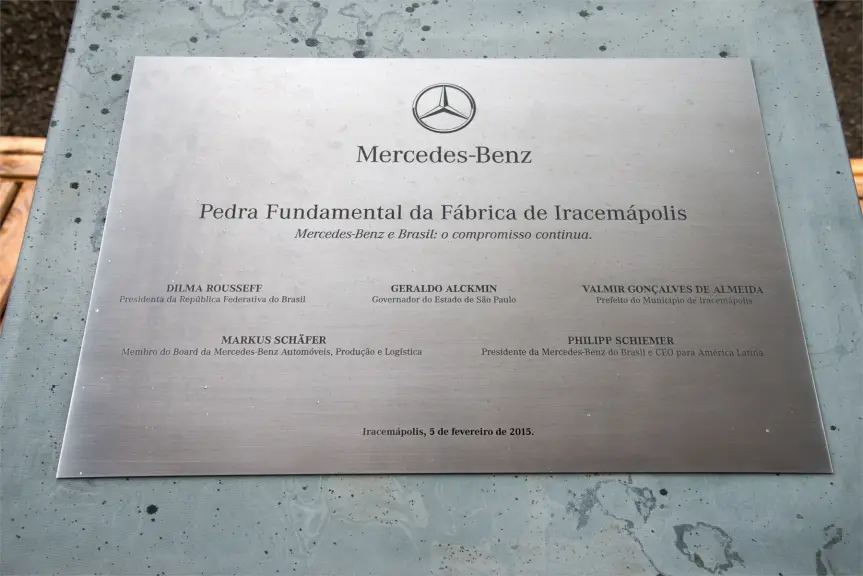 Mercedes-Benz
Pedra Fundamental da Fábrica de Iracemápolis
Mercedes-Benz e Brasil: o compromisso continua.
DILMA ROUSSEFF
Presidenta da República Federativa do Brasil
GERALDO ALCKMIN
Governador do Estado de São Paulo
VALMIR GONÇALVES DE ALMEIDA
Prefeito do Município de Iracemápolis
MARKUS SCHÄFER
Membro do Board da Mercedes-Benz Automóveis, Produção e Logística
PHILIPP SCHIEMER
Presidente da Mercedes-Benz do Brasil e CEO para América Latina
Iracemápolis, 5 de fevereiro de 2015.